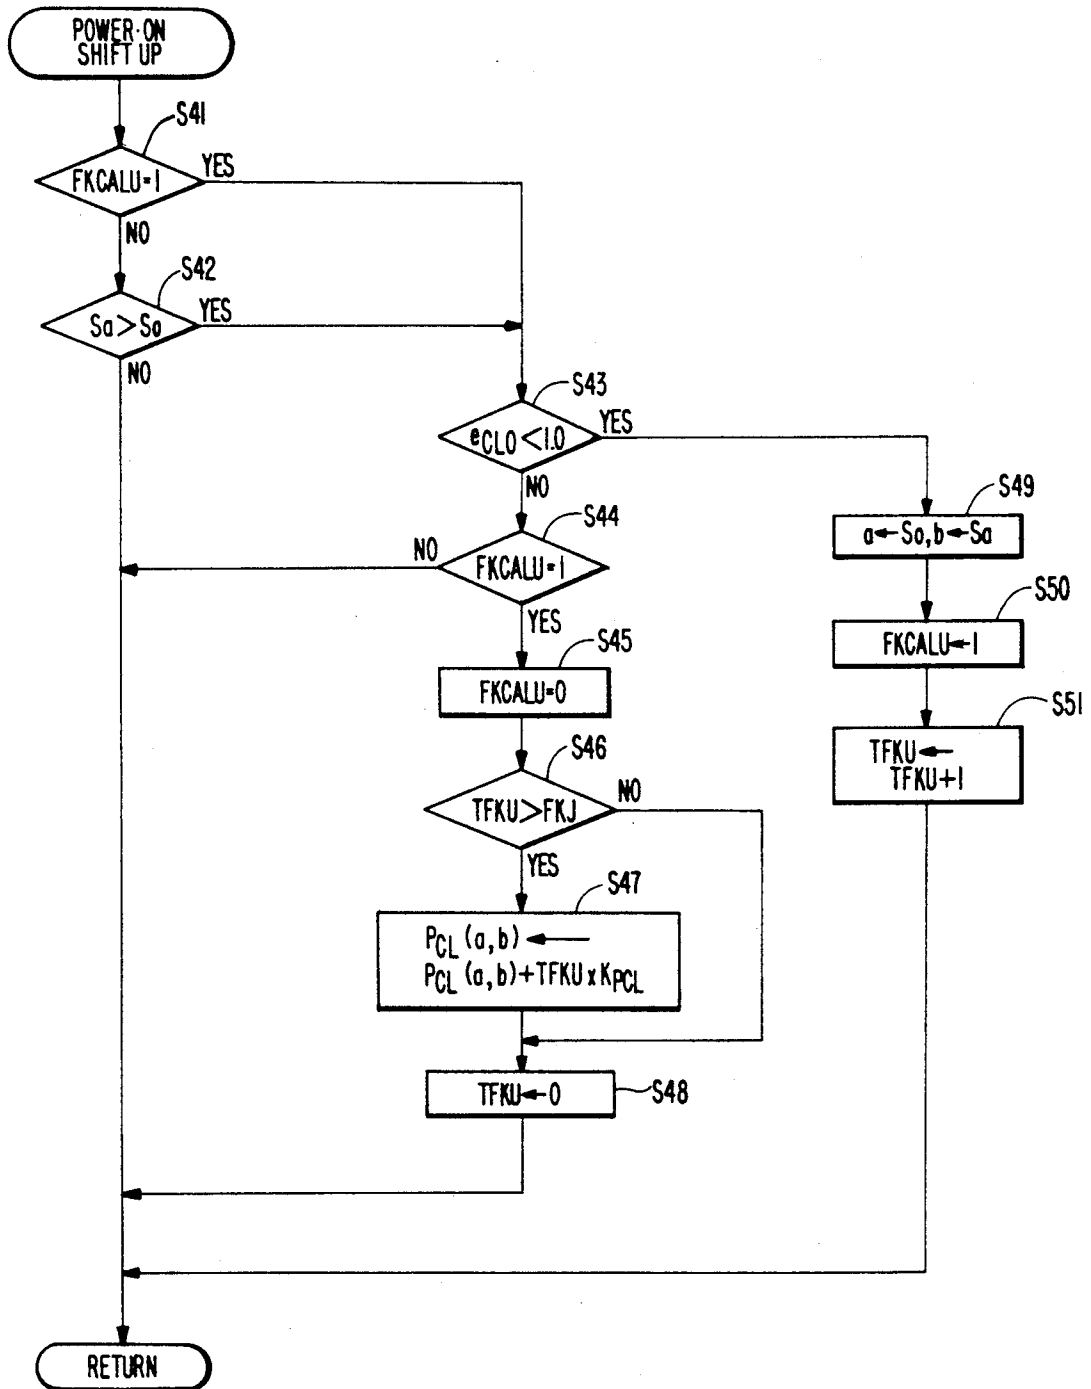 POWER·ON
SHIFT UP
S41
FKCALU=1
YES
NO
S42
Sa>So
YES
NO
S43
eCLO<1.0
YES
NO
S44
FKCALU=1
NO
YES
S45
FKCALU=0
S46
TFKU>FKJ
NO
YES
S47
PCL(a,b)←
PCL(a,b)+TFKU x KPCL
TFKU←0
S48
S49
a←So,b←Sa
S50
FKCALU←1
S51
TFKU←
TFKU+1
RETURN